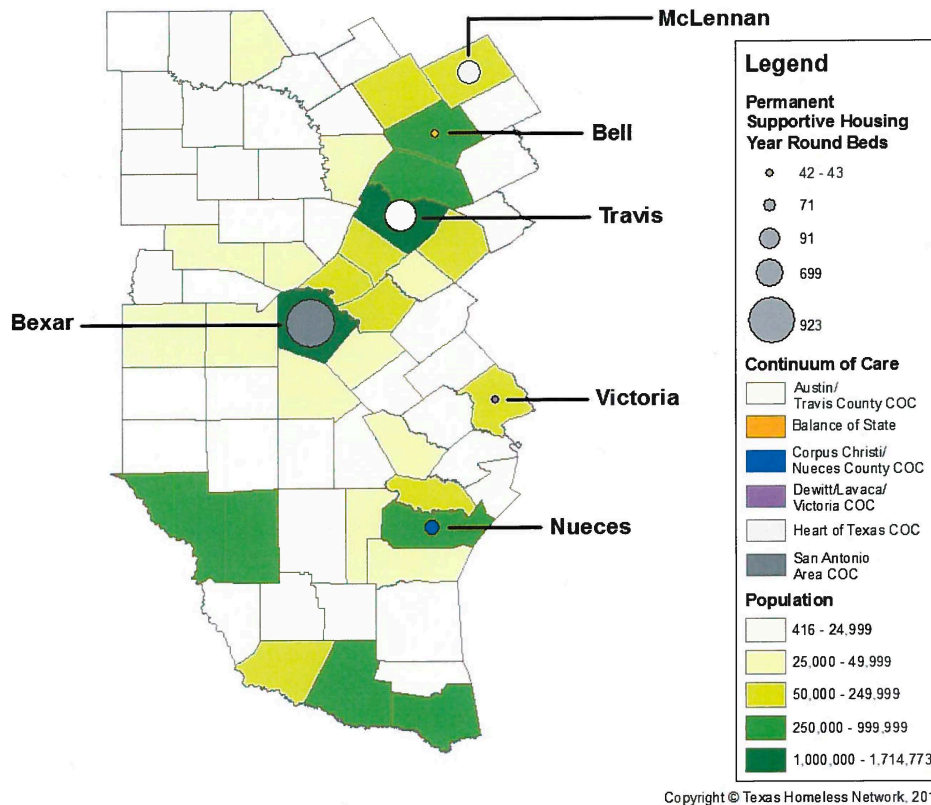 McLennan
Bell
Travis
Bexar
Victoria
Nueces
Legend
Permanent
Supportive Housing
Year Round Beds
42 - 43
71
91
699
923
Continuum of Care
Austin/
Travis County COC
Balance of State
Corpus Christi/
Nueces County COC
Dewitt/Lavaca/
Victoria COC
Heart of Texas COC
San Antonio
Area COC
Population
416 - 24,999
25,000 - 49,999
50,000 - 249,999
250,000 - 999,999
1,000,000 - 1,714,773
Copyright © Texas Homeless Network,